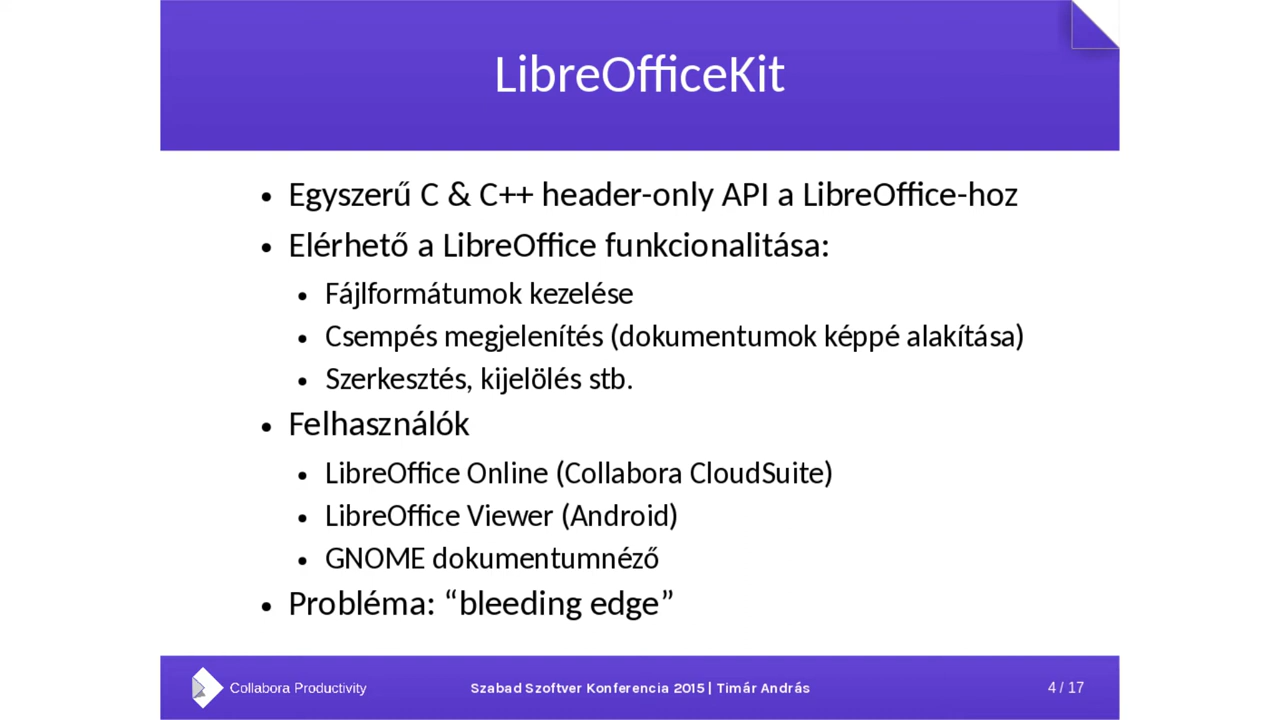 LibreOfficeKit
• Egyszerű C & C++ header-only API a LibreOffice-hoz
• Elérhető a LibreOffice funkcionalitása:
• Fájlformátumok kezelése
• Csempés megjelenítés (dokumentumok képpé alakítása)
• Szerkesztés, kijelölés stb.
• Felhasználók
• LibreOffice Online (Collabora CloudSuite)
• LibreOffice Viewer (Android)
• GNOME dokumentumnéző
• Probléma: “bleeding edge”
Collabora Productivity
Szabad Szoftver Konferencia 2015 | Timár András
4 / 17